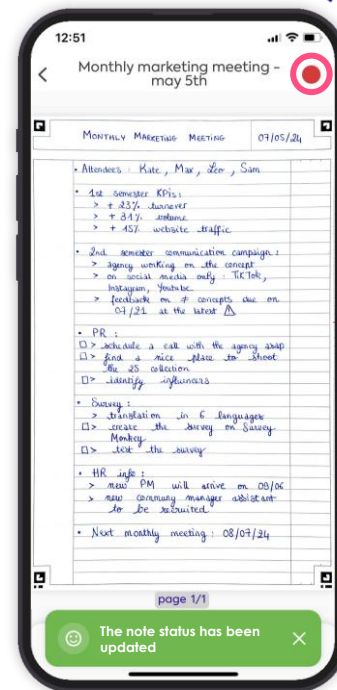 12:51
Monthly marketing meeting -
may 5th
MONTHLY MARKETING MEETING 07/05/24
• Attendees : Kate, Max, Leo, Sam
• 1st semester KPIs :
> + 23% turnover
> + 31% volume
> + 15% website traffic
• 2nd semester communication campaign :
> agency working on the concept
> on social media only : TikTok,
Instagram, Youtube.
> feedback on ≠ concepts due on
07/21 at the latest ⚠
• PR :
□> schedule a call with the agency asap
□> find a nice place to shoot
the 25 collection
□> identify influencers
• Survey :
> translation in 6 languages
□> create the survey on Survey
Monkey
□> test the survey
• HR info :
> new PM will arrive on 09/06
> new communy manager assistant
to be recruited
• Next monthly meeting : 08/07/24
page 1/1
The note status has been
updated